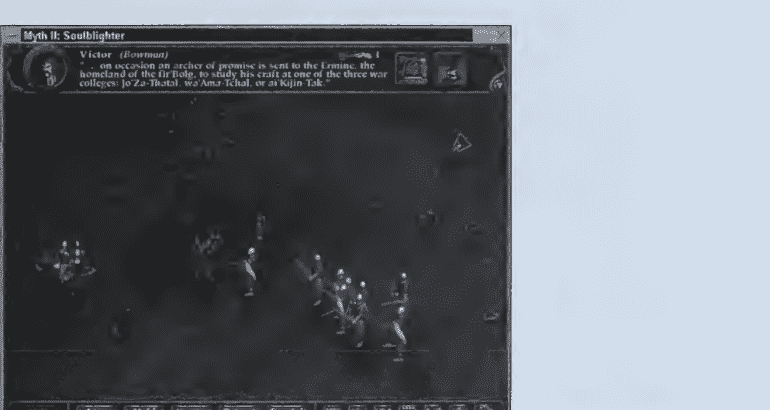 Myth II: Soulblighter
Victor (Bowman)
1
". . on occasion an archer of promise is sent to the Ermine, the
homeland of the fir'Bolg, to study his craft at one of the three war
colleges: Jo'Za-Thatal, wa'Ama-Tchal, or ai'Kijin-Tak."